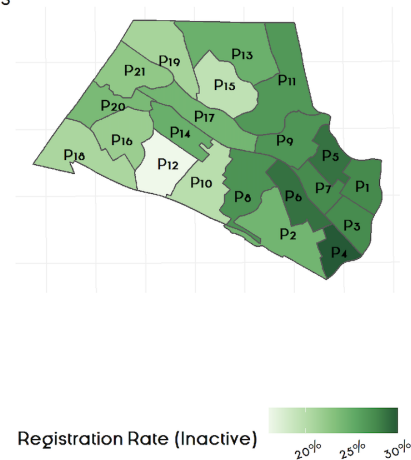 s
P13
P19
P21
P11
P15
P20
P17
P14
P16
P9
P5
P18
P12
P10
P7
P1
P8
P6
P3
P2
P4
Registration Rate (Inactive)
20% 25% 30%